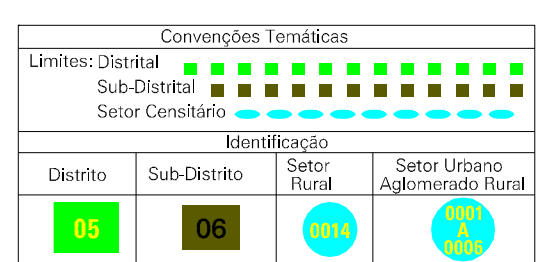 Convenções Temáticas
Limites: Distrital
Sub-Distrital
Setor Censitário
Identificação
Distrito
Sub-Distrito
Setor
Rural
Setor Urbano
Aglomerado Rural
05
06
0014
0001
A
0006